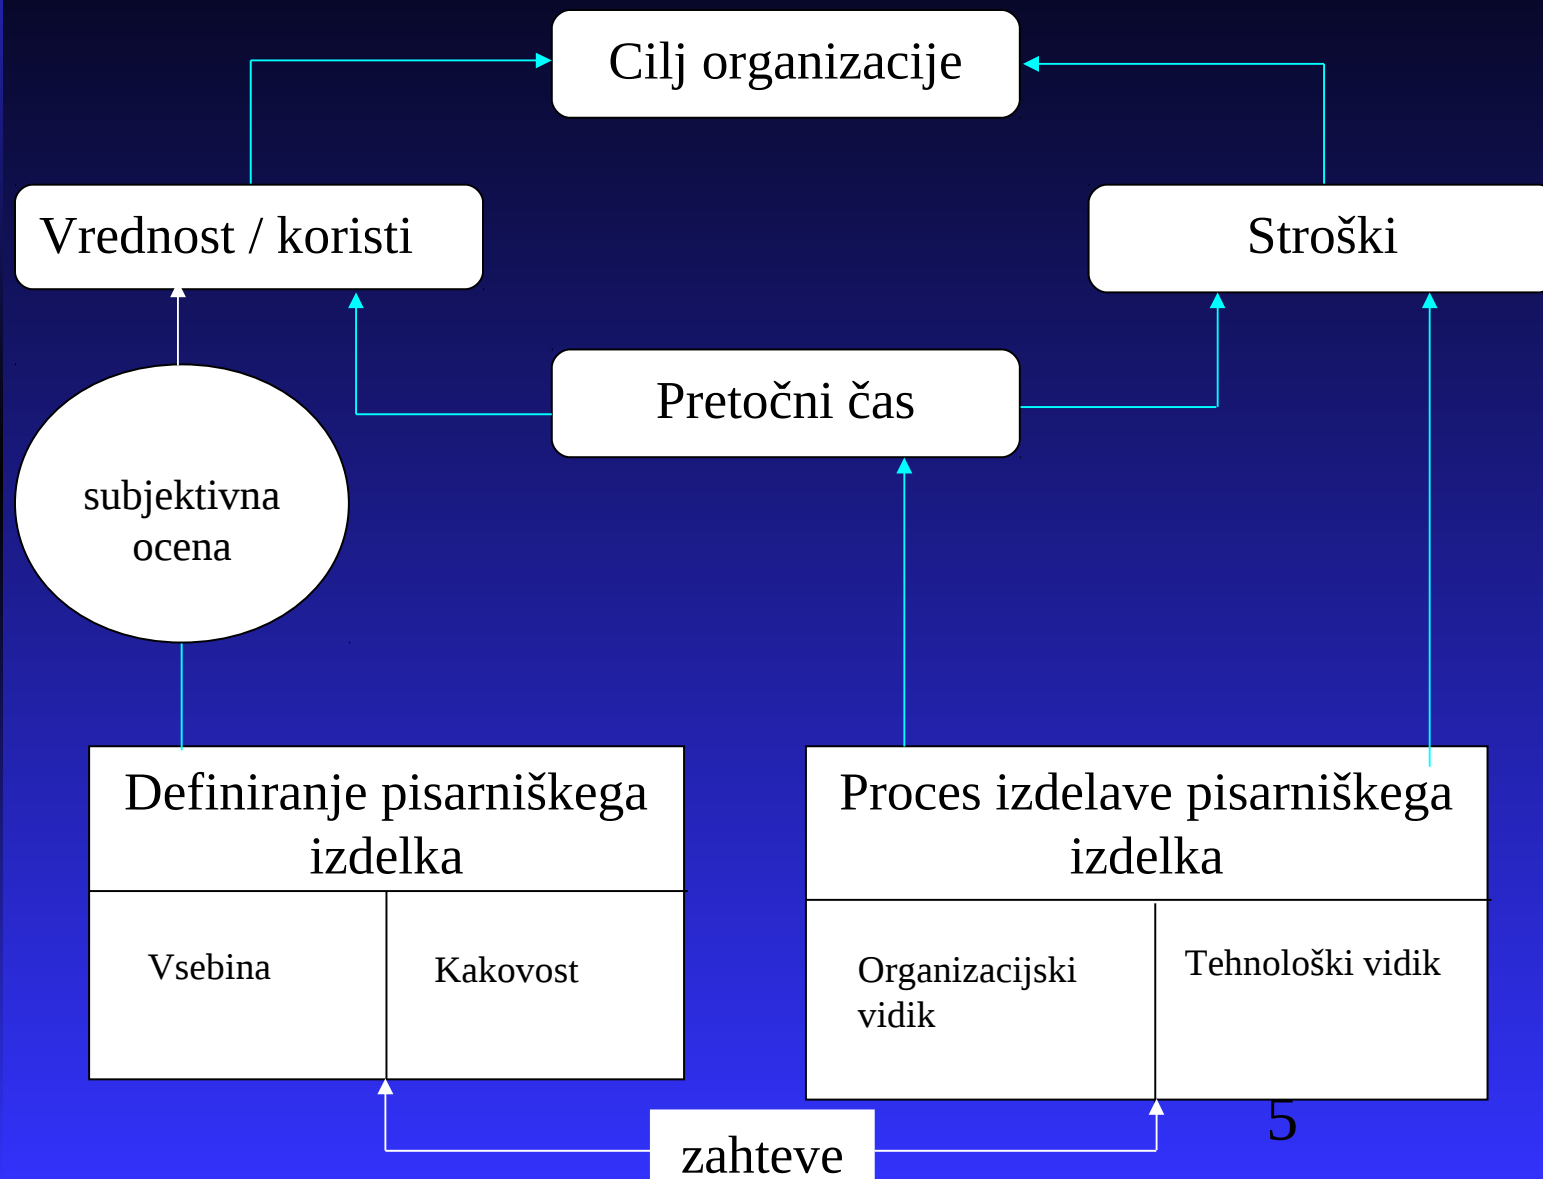 Cilj organizacije
Vrednost / koristi
Stroški
Pretočni čas
subjektivna
ocena
Definiranje pisarniškega
izdelka
Vsebina
Kakovost
Proces izdelave pisarniškega
izdelka
Organizacijski
vidik
Tehnološki vidik
5
zahteve